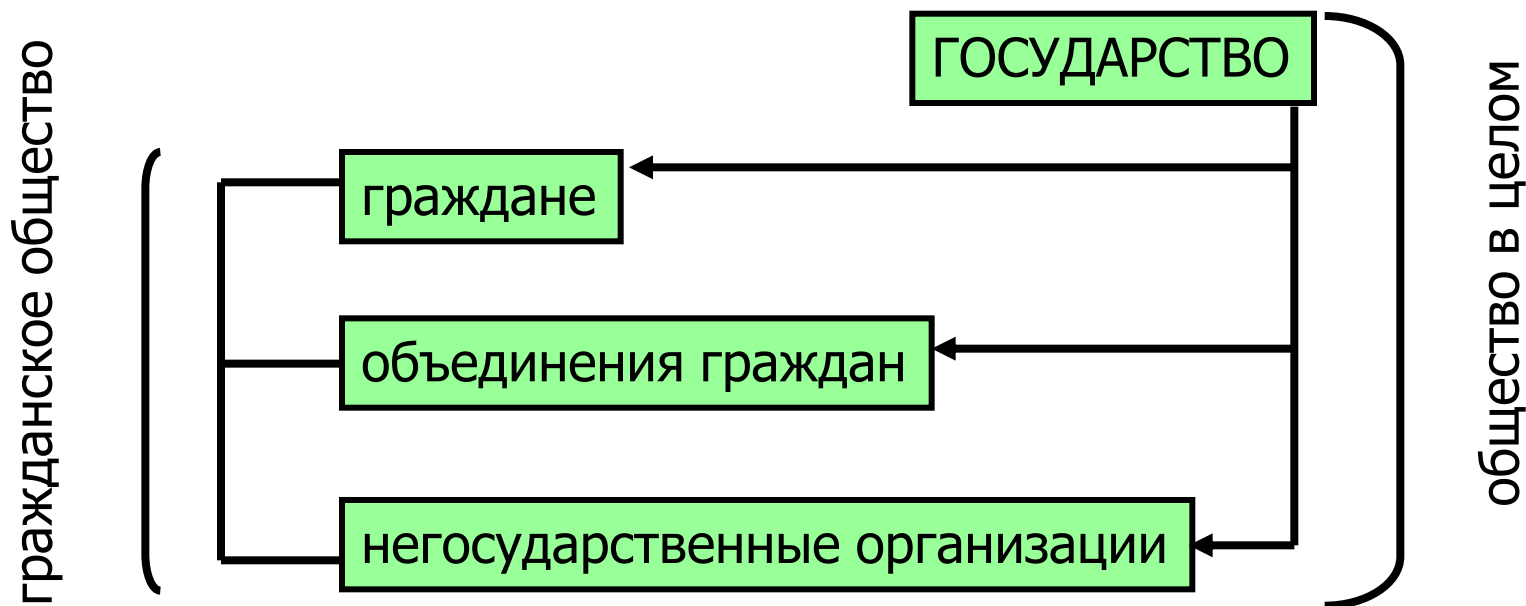 гражданское общество
ГОСУДАРСТВО
граждане
объединения граждан
негосударственные организации
общество в целом